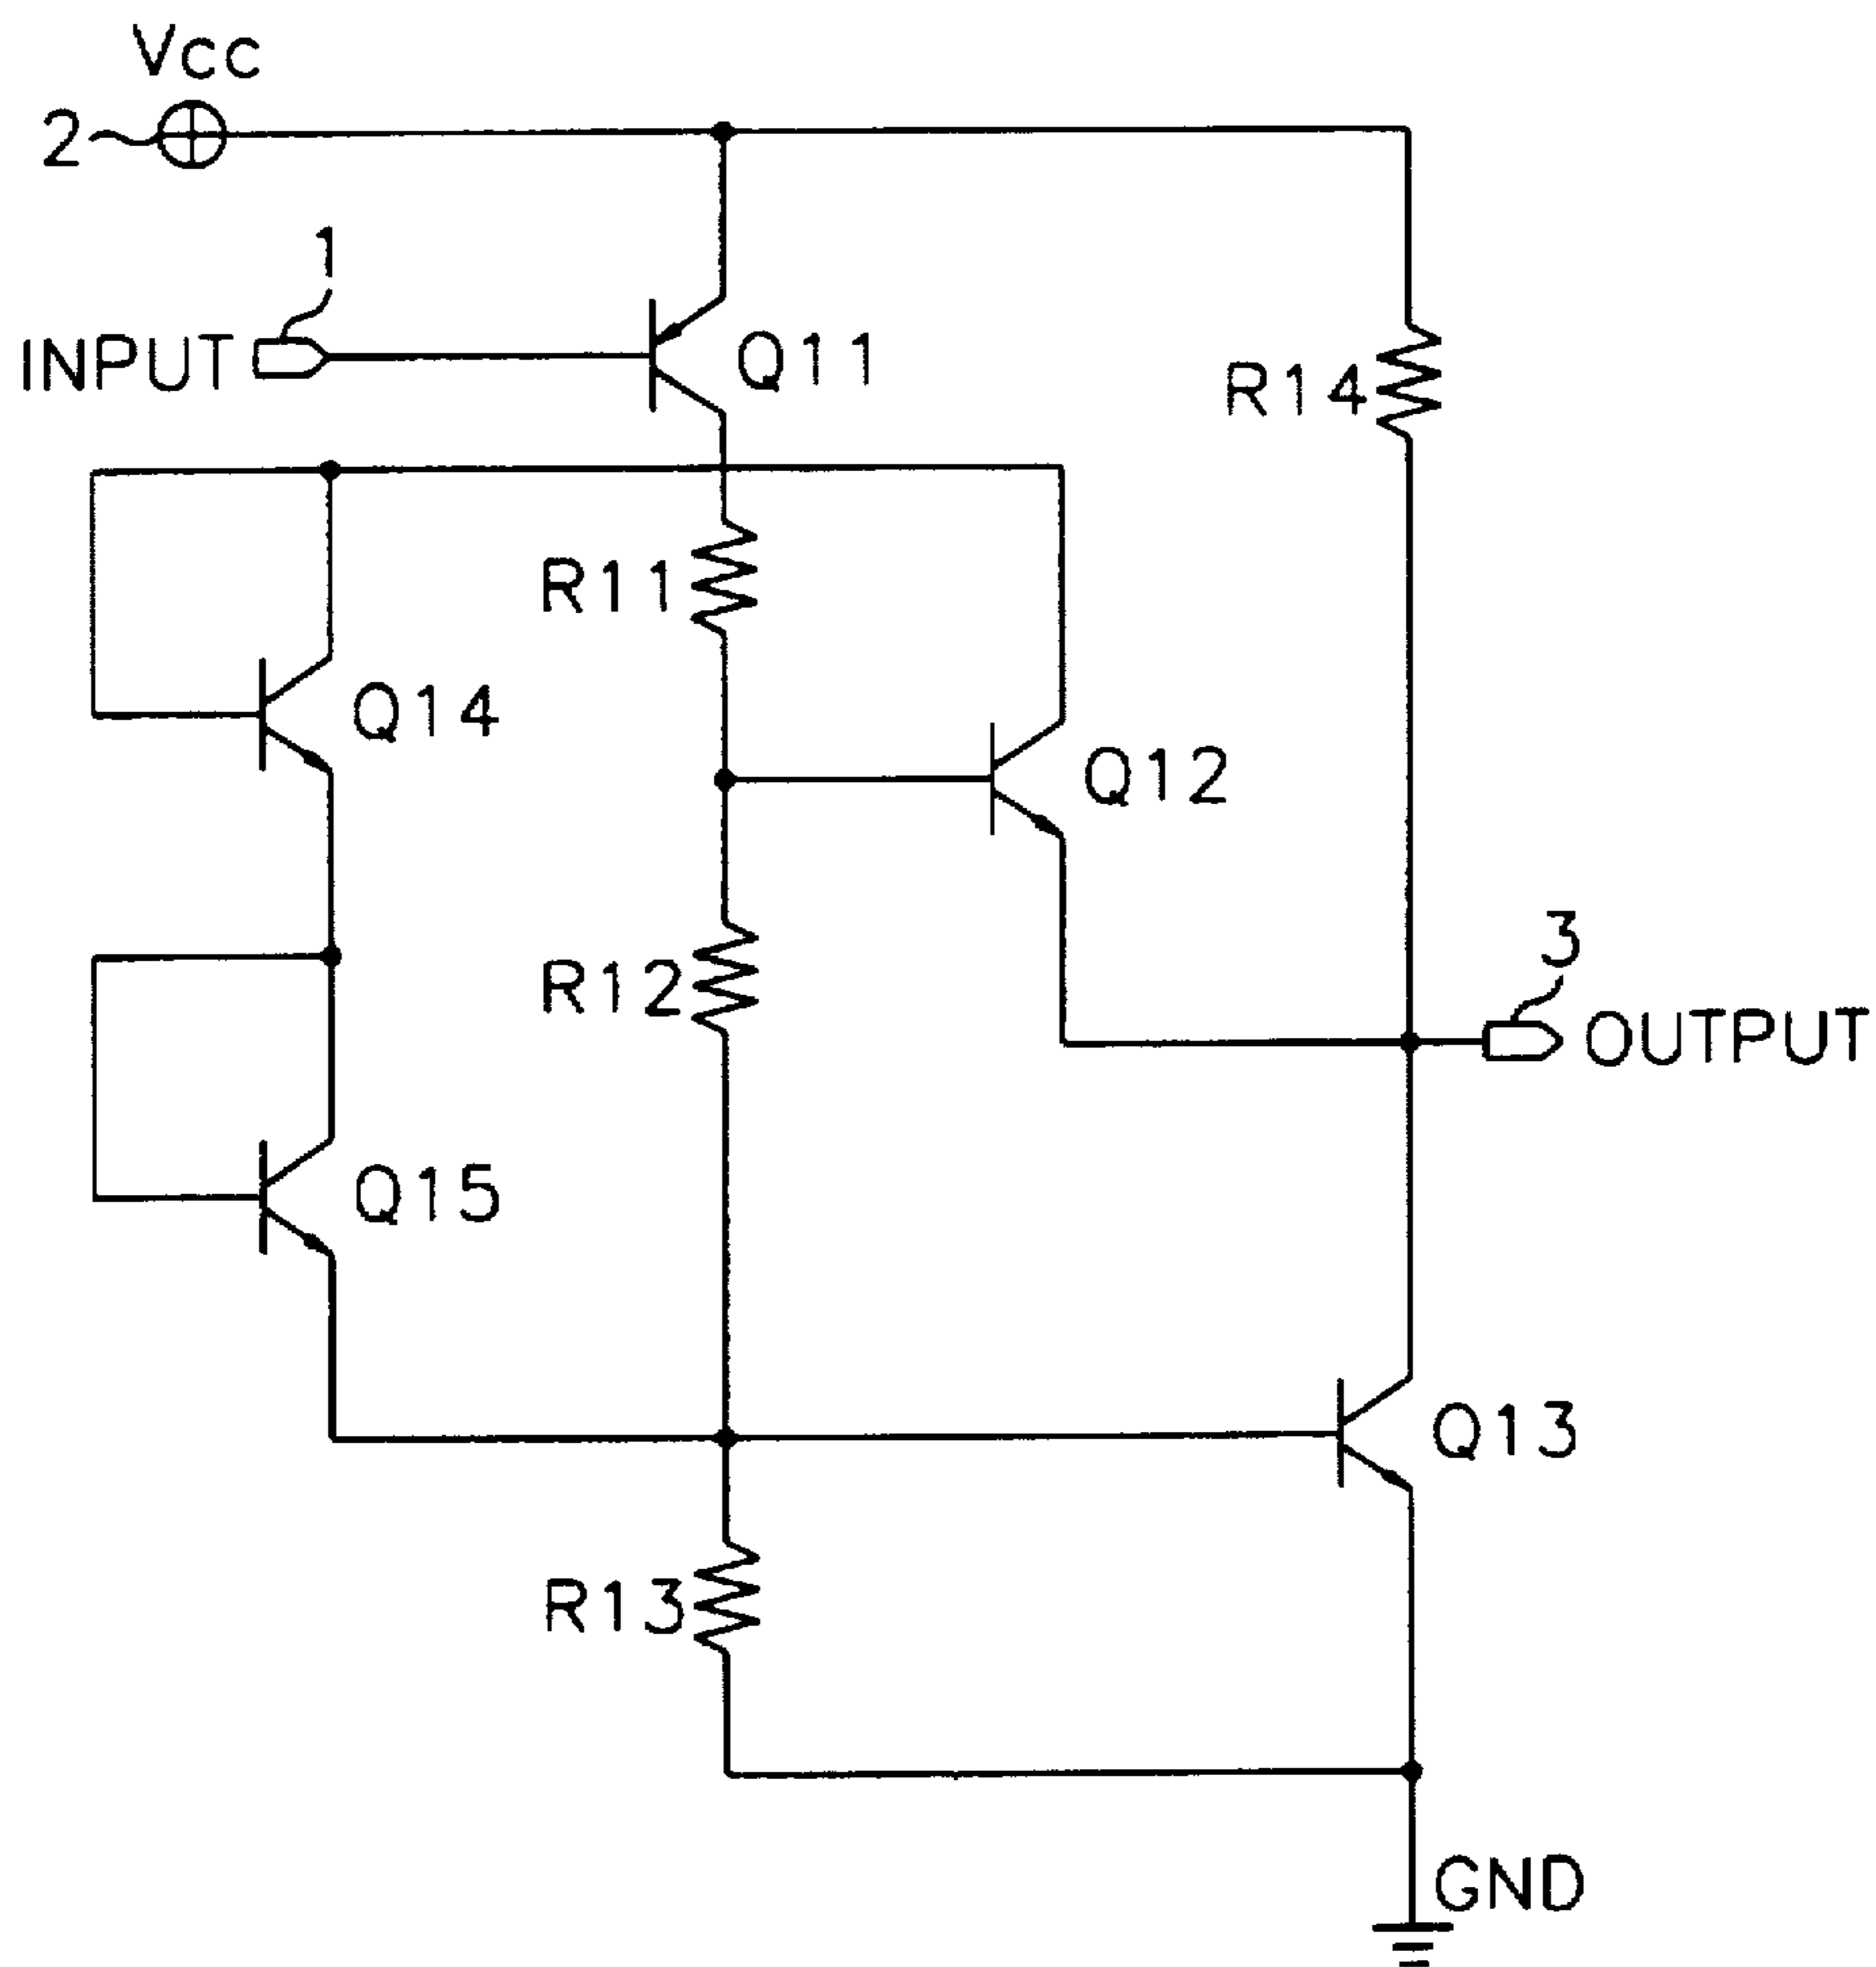 Vcc
2
1
INPUT
Q11
R14
R11
Q14
Q12
3
R12
OUTPUT
Q15
Q13
R13
GND